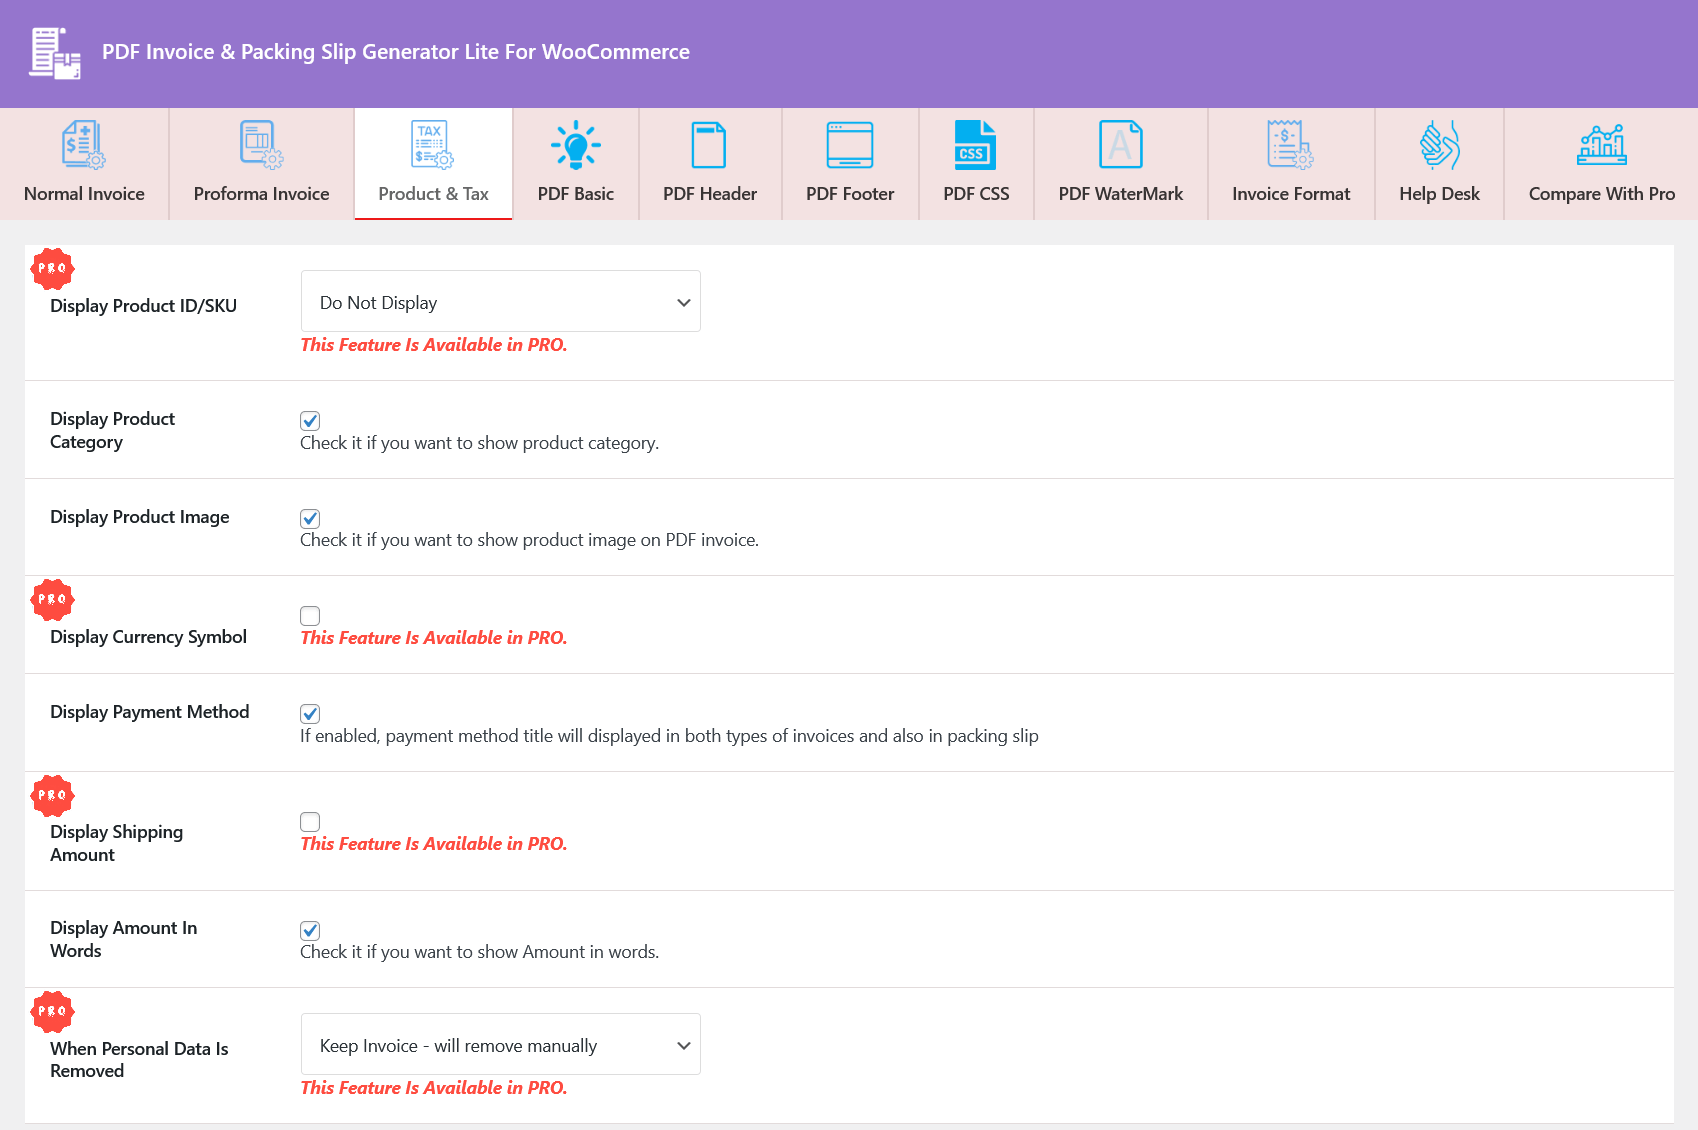 PDF Invoice & Packing Slip Generator Lite For WooCommerce
Normal Invoice
Proforma Invoice
TAX
Product & Tax
PDF Basic
PDF Header
PDF Footer
CSS
PDF CSS
A
PDF WaterMark
Invoice Format
Help Desk
Compare With Pro
PRO
Display Product ID/SKU
Do Not Display
This Feature Is Available in PRO.
Display Product
Category
Check it if you want to show product category.
Display Product Image
Check it if you want to show product image on PDF invoice.
PRO
Display Currency Symbol
This Feature Is Available in PRO.
Display Payment Method
If enabled, payment method title will displayed in both types of invoices and also in packing slip
PRO
Display Shipping
Amount
This Feature Is Available in PRO.
Display Amount In
Words
Check it if you want to show Amount in words.
PRO
When Personal Data Is
Removed
Keep Invoice - will remove manually
This Feature Is Available in PRO.